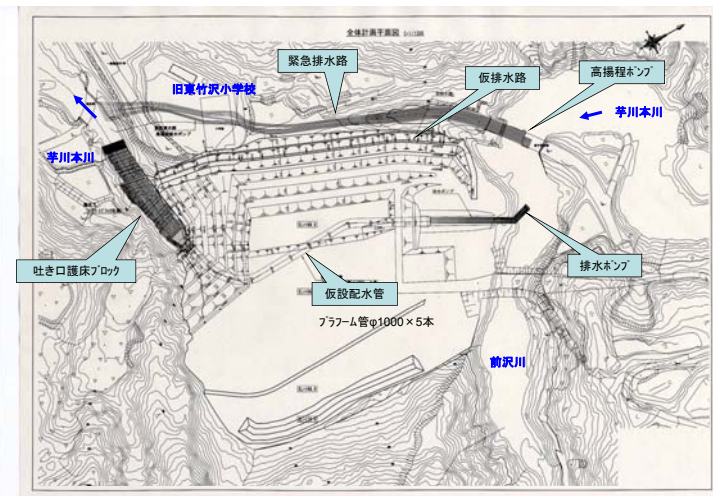 全体計画平面図
緊急排水路
仮排水路
高揚程ﾎﾟﾝﾌﾟ
旧東竹沢小学校
芋川本川
芋川本川
吐き口護床ﾌﾞﾛｯｸ
仮設配水管
排水ﾎﾟﾝﾌﾟ
ﾌﾟﾗﾌｰﾑ管φ1000×5本
前沢川